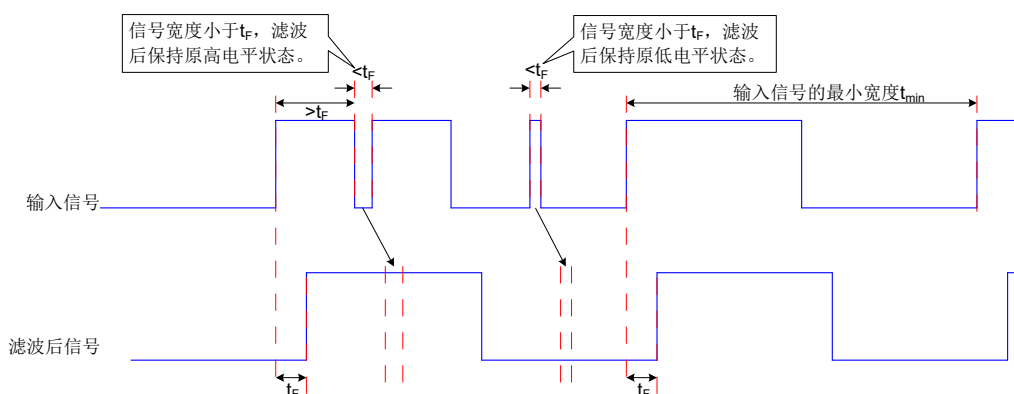 信号宽度小于tF，滤波
后保持原高电平状态。
信号宽度小于tF，滤波
后保持原低电平状态。
<tF
<tF
>tF
输入信号的最小宽度tmin
输入信号
滤波后信号
tF
tF